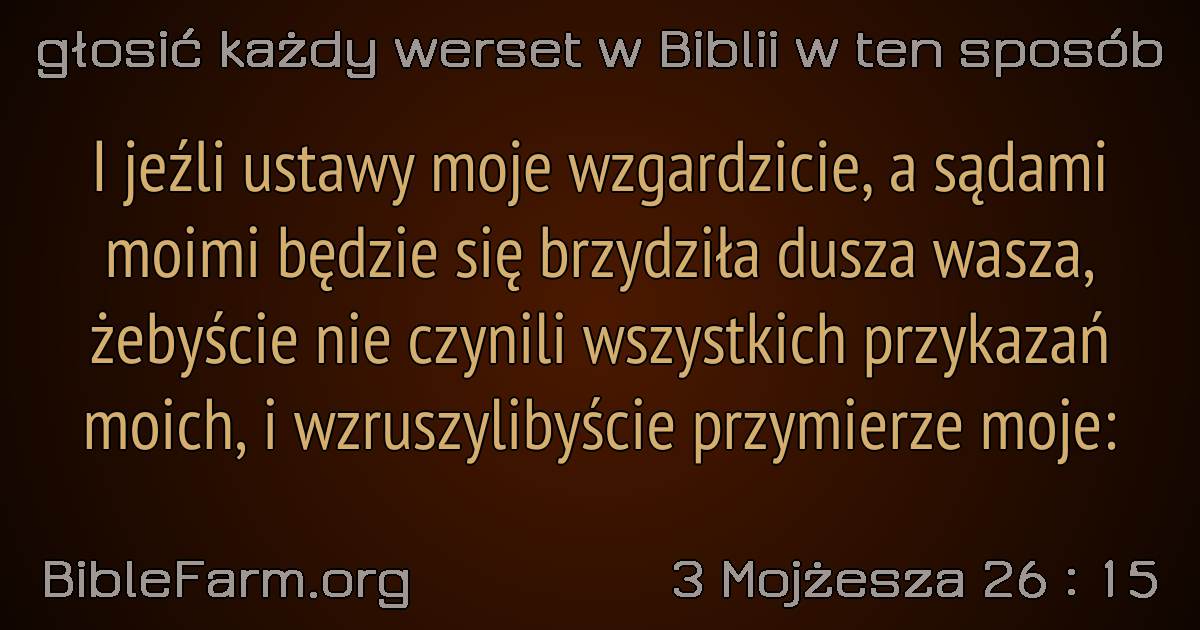 głosić każdy werset w Biblii w ten sposób
I jeźli ustawy moje wzgardzicie, a sądami
moimi będzie się brzydziła dusza wasza,
żebyście nie czynili wszystkich przykazań
moich, i wzruszylibyście przymierze moje:
BibleFarm.org
3 Mojżesza 26 : 15